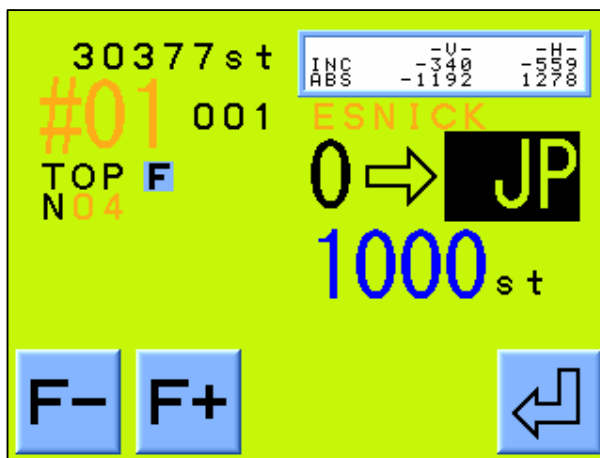 30377st
-V- -H-
INC -340 -559
ABS -1192 1278
#01 001 ESNICK
TOP F 0 ⇨ JP
N04
1000st
F- F+